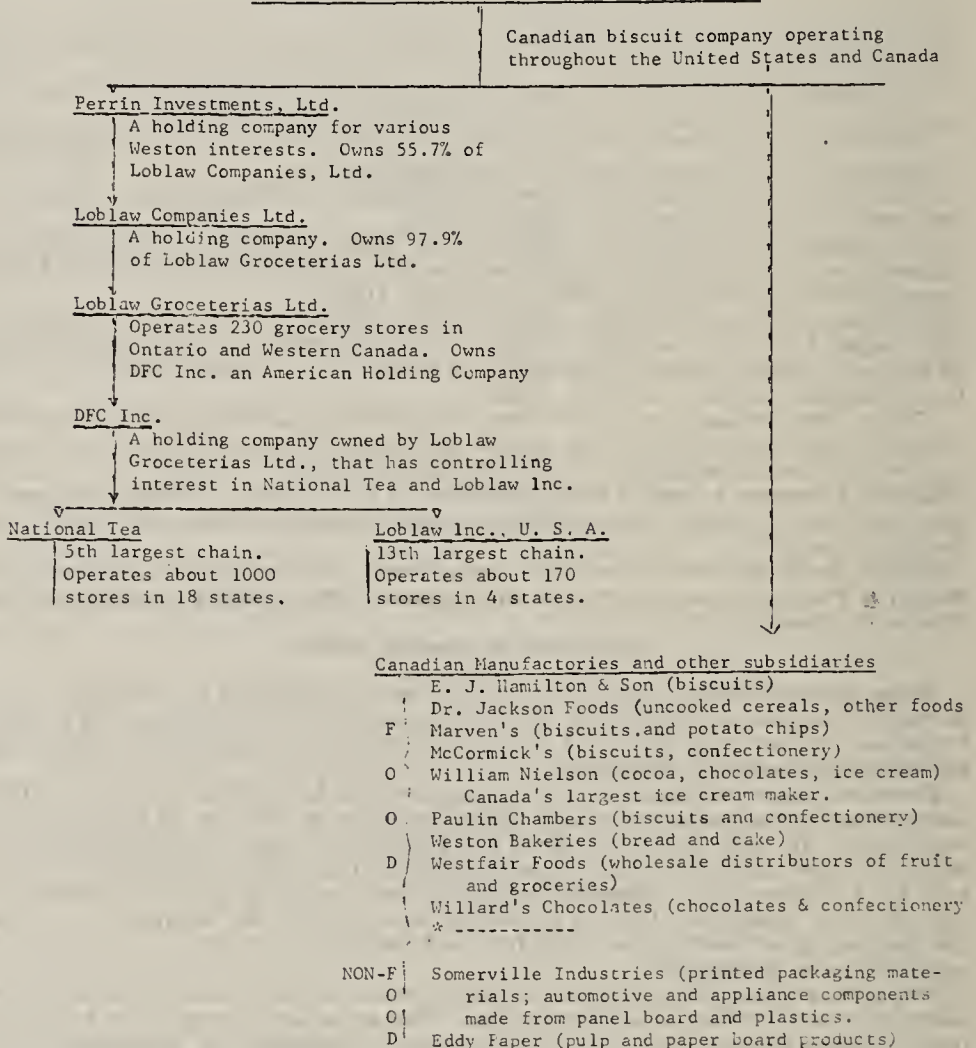 Canadian biscuit company operating
throughout the United States and Canada
Perrin Investments, Ltd.
A holding company for various
Weston interests. Owns 55.7% of
Loblaw Companies, Ltd.
Loblaw Companies Ltd.
A holding company. Owns 97.9%
of Loblaw Groceterias Ltd.
Loblaw Groceterias Ltd.
Operates 230 grocery stores in
Ontario and Western Canada. Owns
DFC Inc. an American Holding Company
DFC Inc.
A holding company owned by Loblaw
Groceterias Ltd., that has controlling
interest in National Tea and Loblaw Inc.
National Tea
5th largest chain.
Operates about 1000
stores in 18 states.
Loblaw Inc., U. S. A.
13th largest chain.
Operates about 170
stores in 4 states.
Canadian Manufactories and other subsidiaries
E. J. Hamilton & Son (biscuits)
Dr. Jackson Foods (uncooked cereals, other foods
F Marven's (biscuits.and potato chips)
McCormick's (biscuits, confectionery)
O William Nielson (cocoa, chocolates, ice cream)
Canada's largest ice cream maker.
O Paulin Chambers (biscuits and confectionery)
Weston Bakeries (bread and cake)
D Westfair Foods (wholesale distributors of fruit
and groceries)
Willard's Chocolates (chocolates & confectionery
* -----------
NON-F Somerville Industries (printed packaging mate-
O rials; automotive and appliance components
O made from panel board and plastics.
D Eddy Paper (pulp and paper board products)